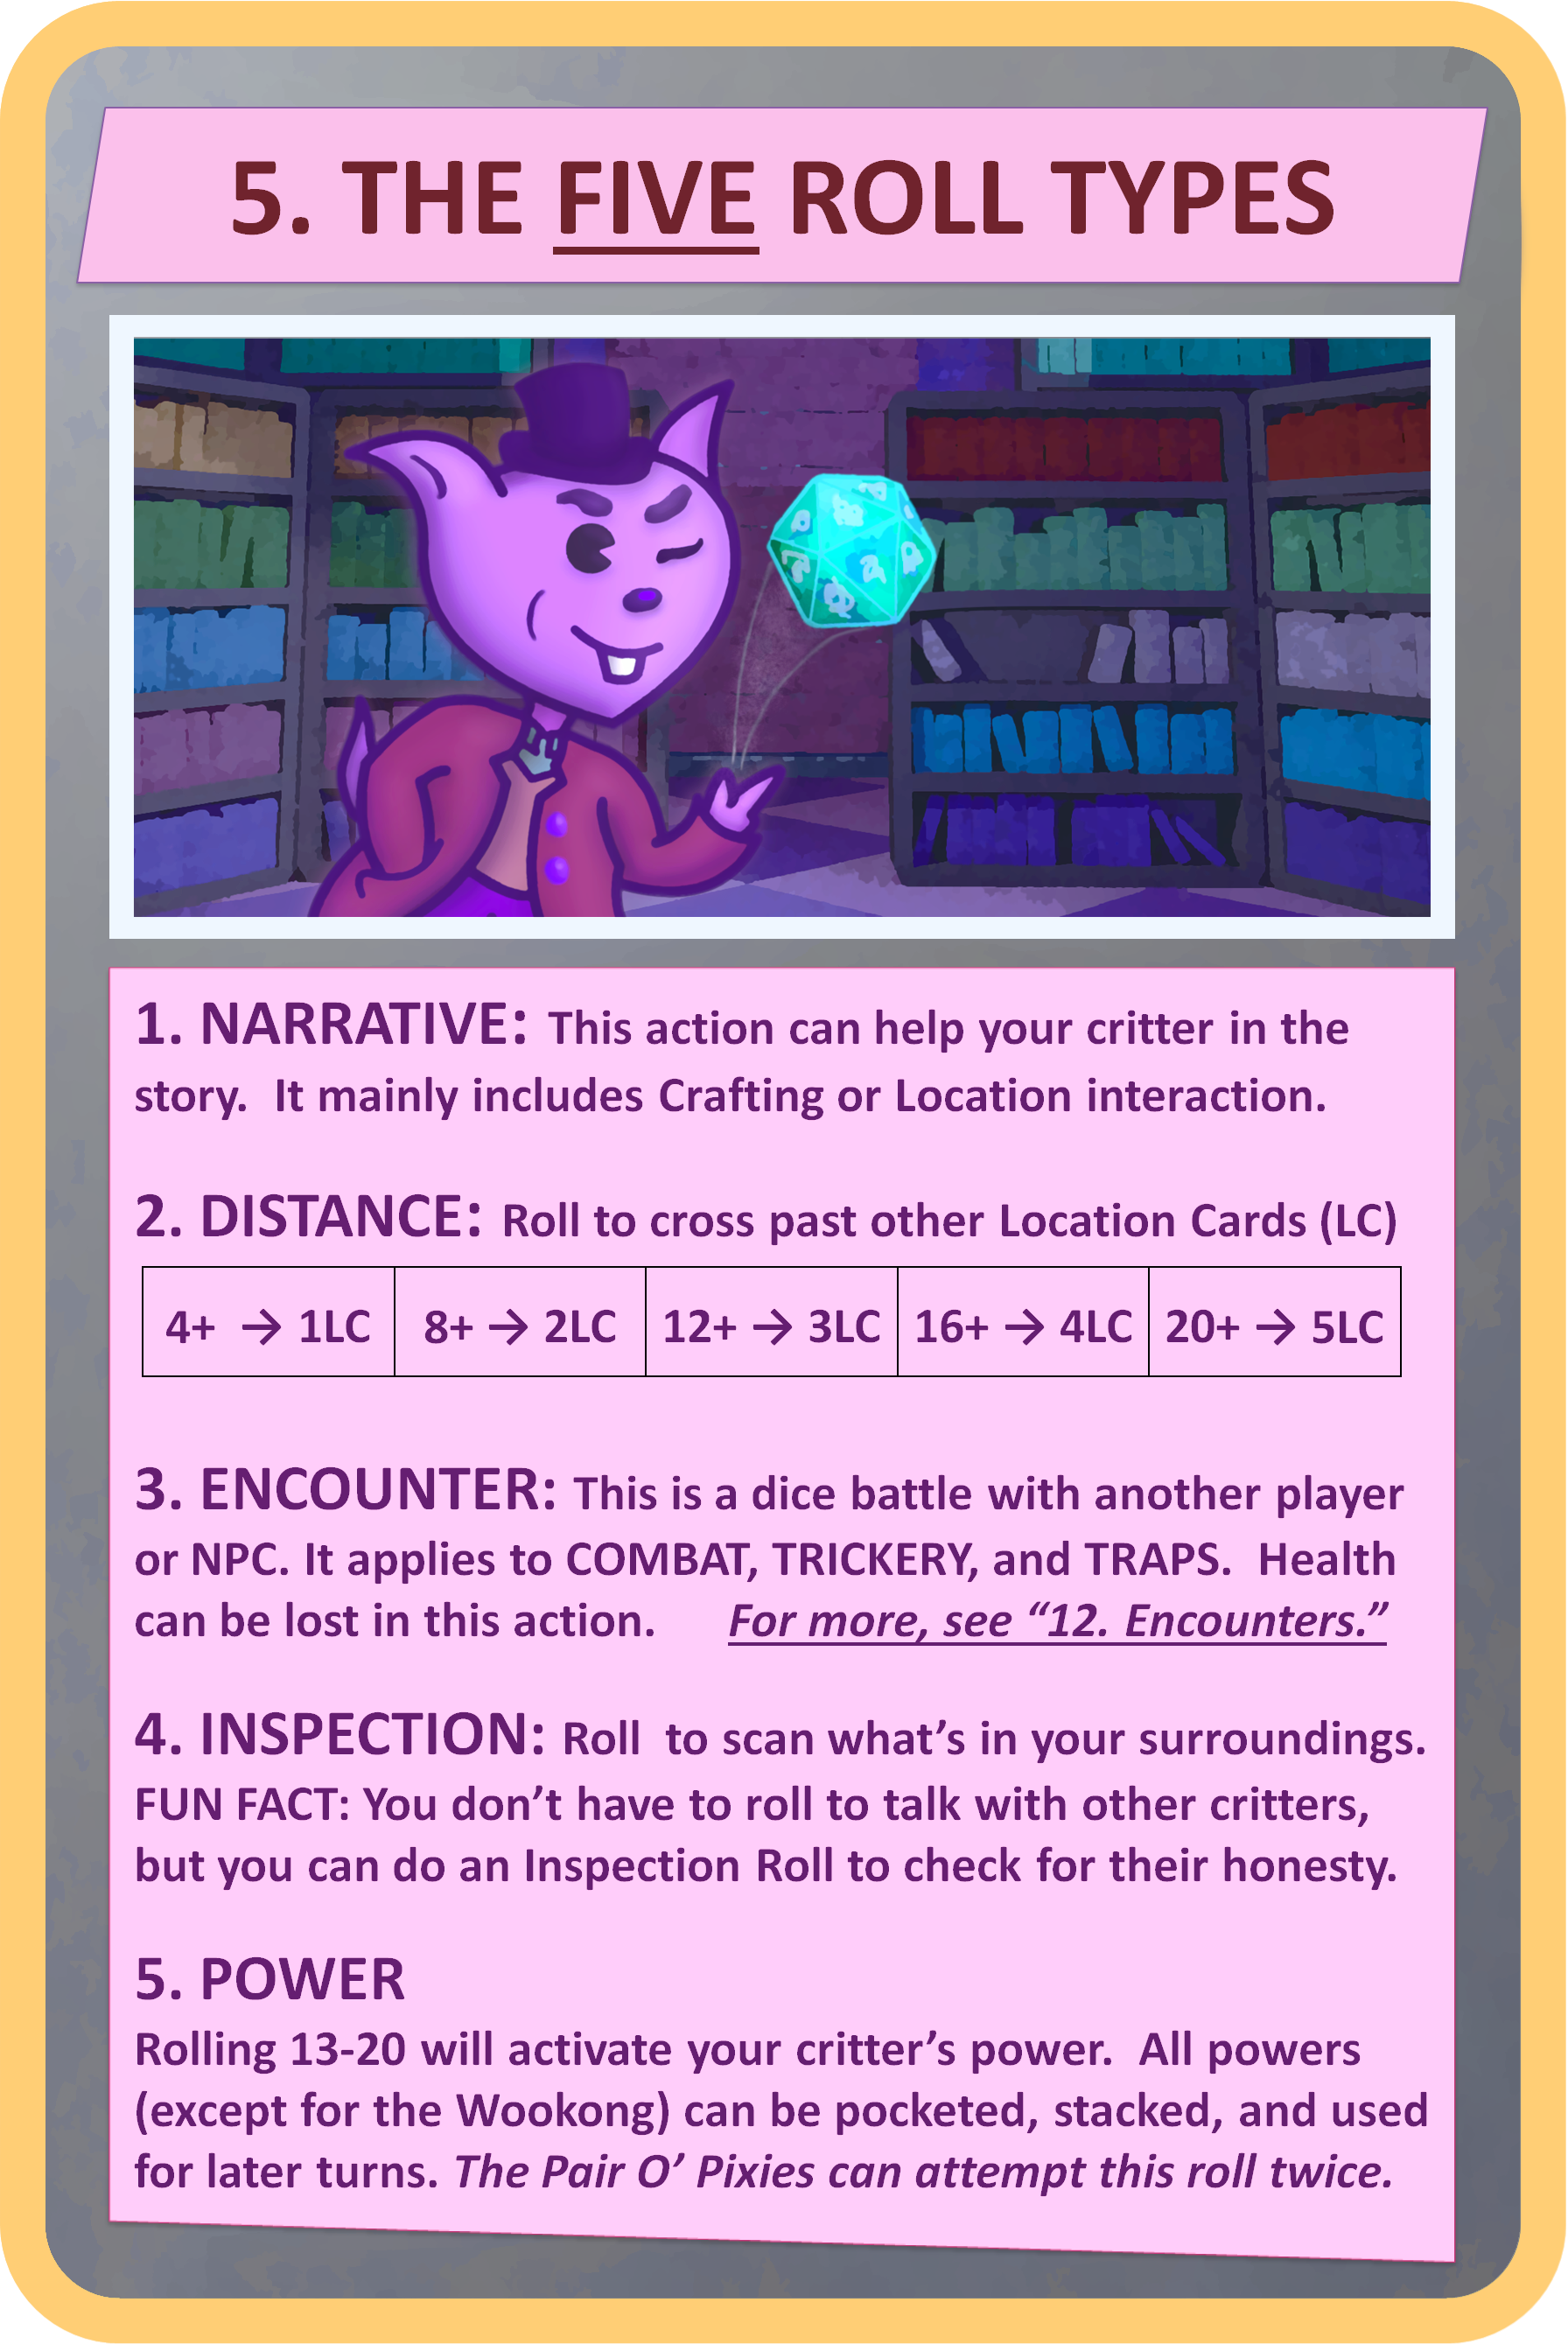 5. THE FIVE ROLL TYPES
1. NARRATIVE: This action can help your critter in the
story.  It mainly includes Crafting or Location interaction.
2. DISTANCE: Roll to cross past other Location Cards (LC)
4+ → 1LC 8+ → 2LC 12+ → 3LC 16+ → 4LC 20+ → 5LC
3. ENCOUNTER: This is a dice battle with another player
or NPC. It applies to COMBAT, TRICKERY, and TRAPS.  Health
can be lost in this action. For more, see “12. Encounters.”
4. INSPECTION: Roll  to scan what’s in your surroundings.
FUN FACT: You don’t have to roll to talk with other critters,
but you can do an Inspection Roll to check for their honesty.
5. POWER
Rolling 13-20 will activate your critter’s power.  All powers
(except for the Wookong) can be pocketed, stacked, and used
for later turns. The Pair O’ Pixies can attempt this roll twice.